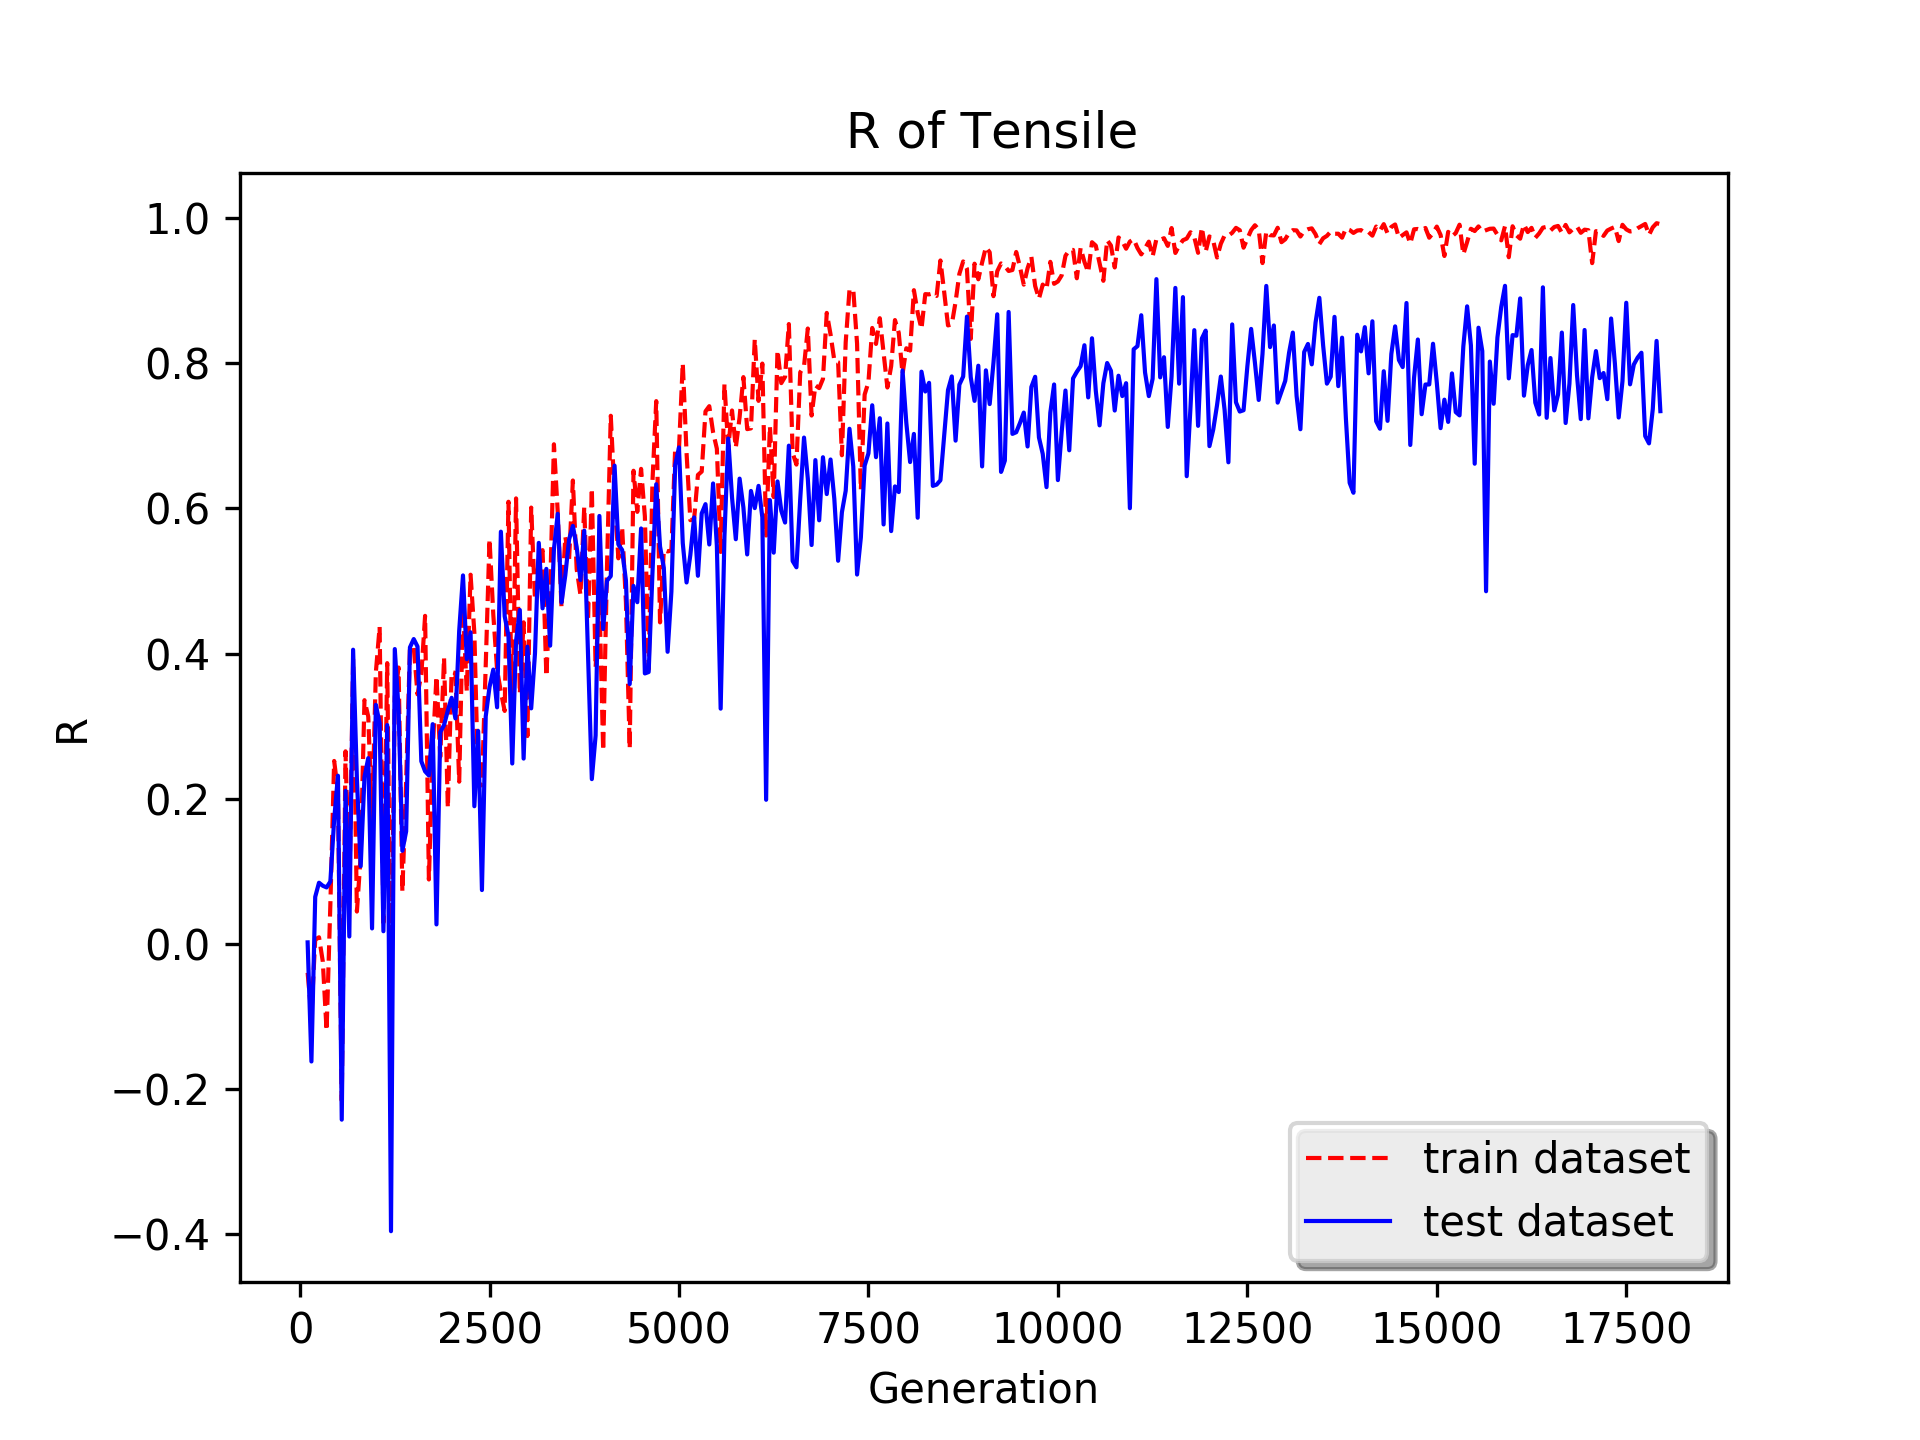 R of Tensile
1.0
0.8
0.6
0.4
0.2
0.0
−0.2
−0.4
R
0 2500 5000 7500 10000 12500 15000 17500
Generation
train dataset
test dataset